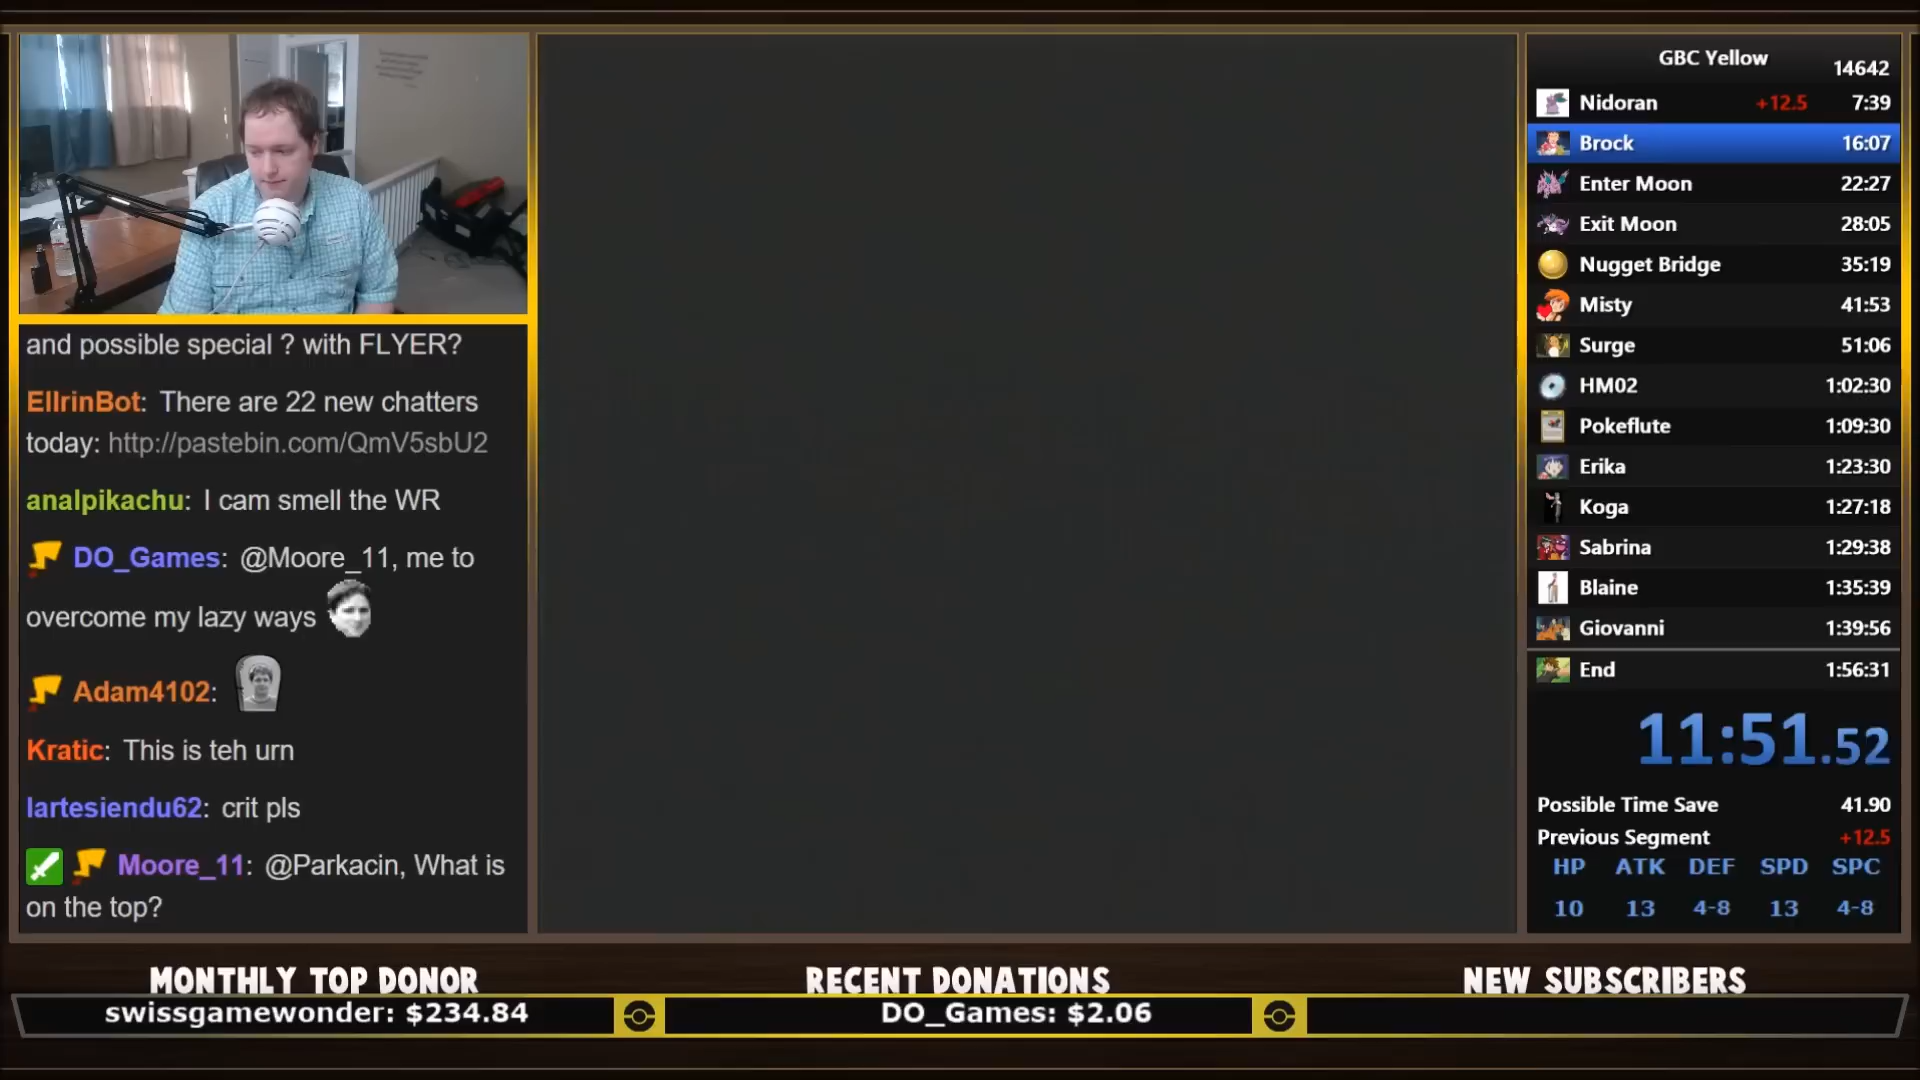 and possible special ? with FLYER?
EllrinBot: There are 22 new chatters
today: http://pastebin.com/QmV5sbU2
analpikachu: I cam smell the WR
DO_Games: @Moore_11, me to
overcome my lazy ways
Adam4102:
Kratic: This is teh urn
lartesiendu62: crit pls
Moore_11: @Parkacin, What is
on the top?
GBC Yellow 14642
Nidoran +12.5 7:39
Brock 16:07
Enter Moon 22:27
Exit Moon 28:05
Nugget Bridge 35:19
Misty 41:53
Surge 51:06
HM02 1:02:30
Pokeflute 1:09:30
Erika 1:23:30
Koga 1:27:18
Sabrina 1:29:38
Blaine 1:35:39
Giovanni 1:39:56
End 1:56:31
11:51.52
Possible Time Save 41.90
Previous Segment +12.5
HP ATK DEF SPD SPC
10 13 4-8 13 4-8
MONTHLY TOP DONOR
swissgamewonder: $234.84
RECENT DONATIONS
DO_Games: $2.06
NEW SUBSCRIBERS